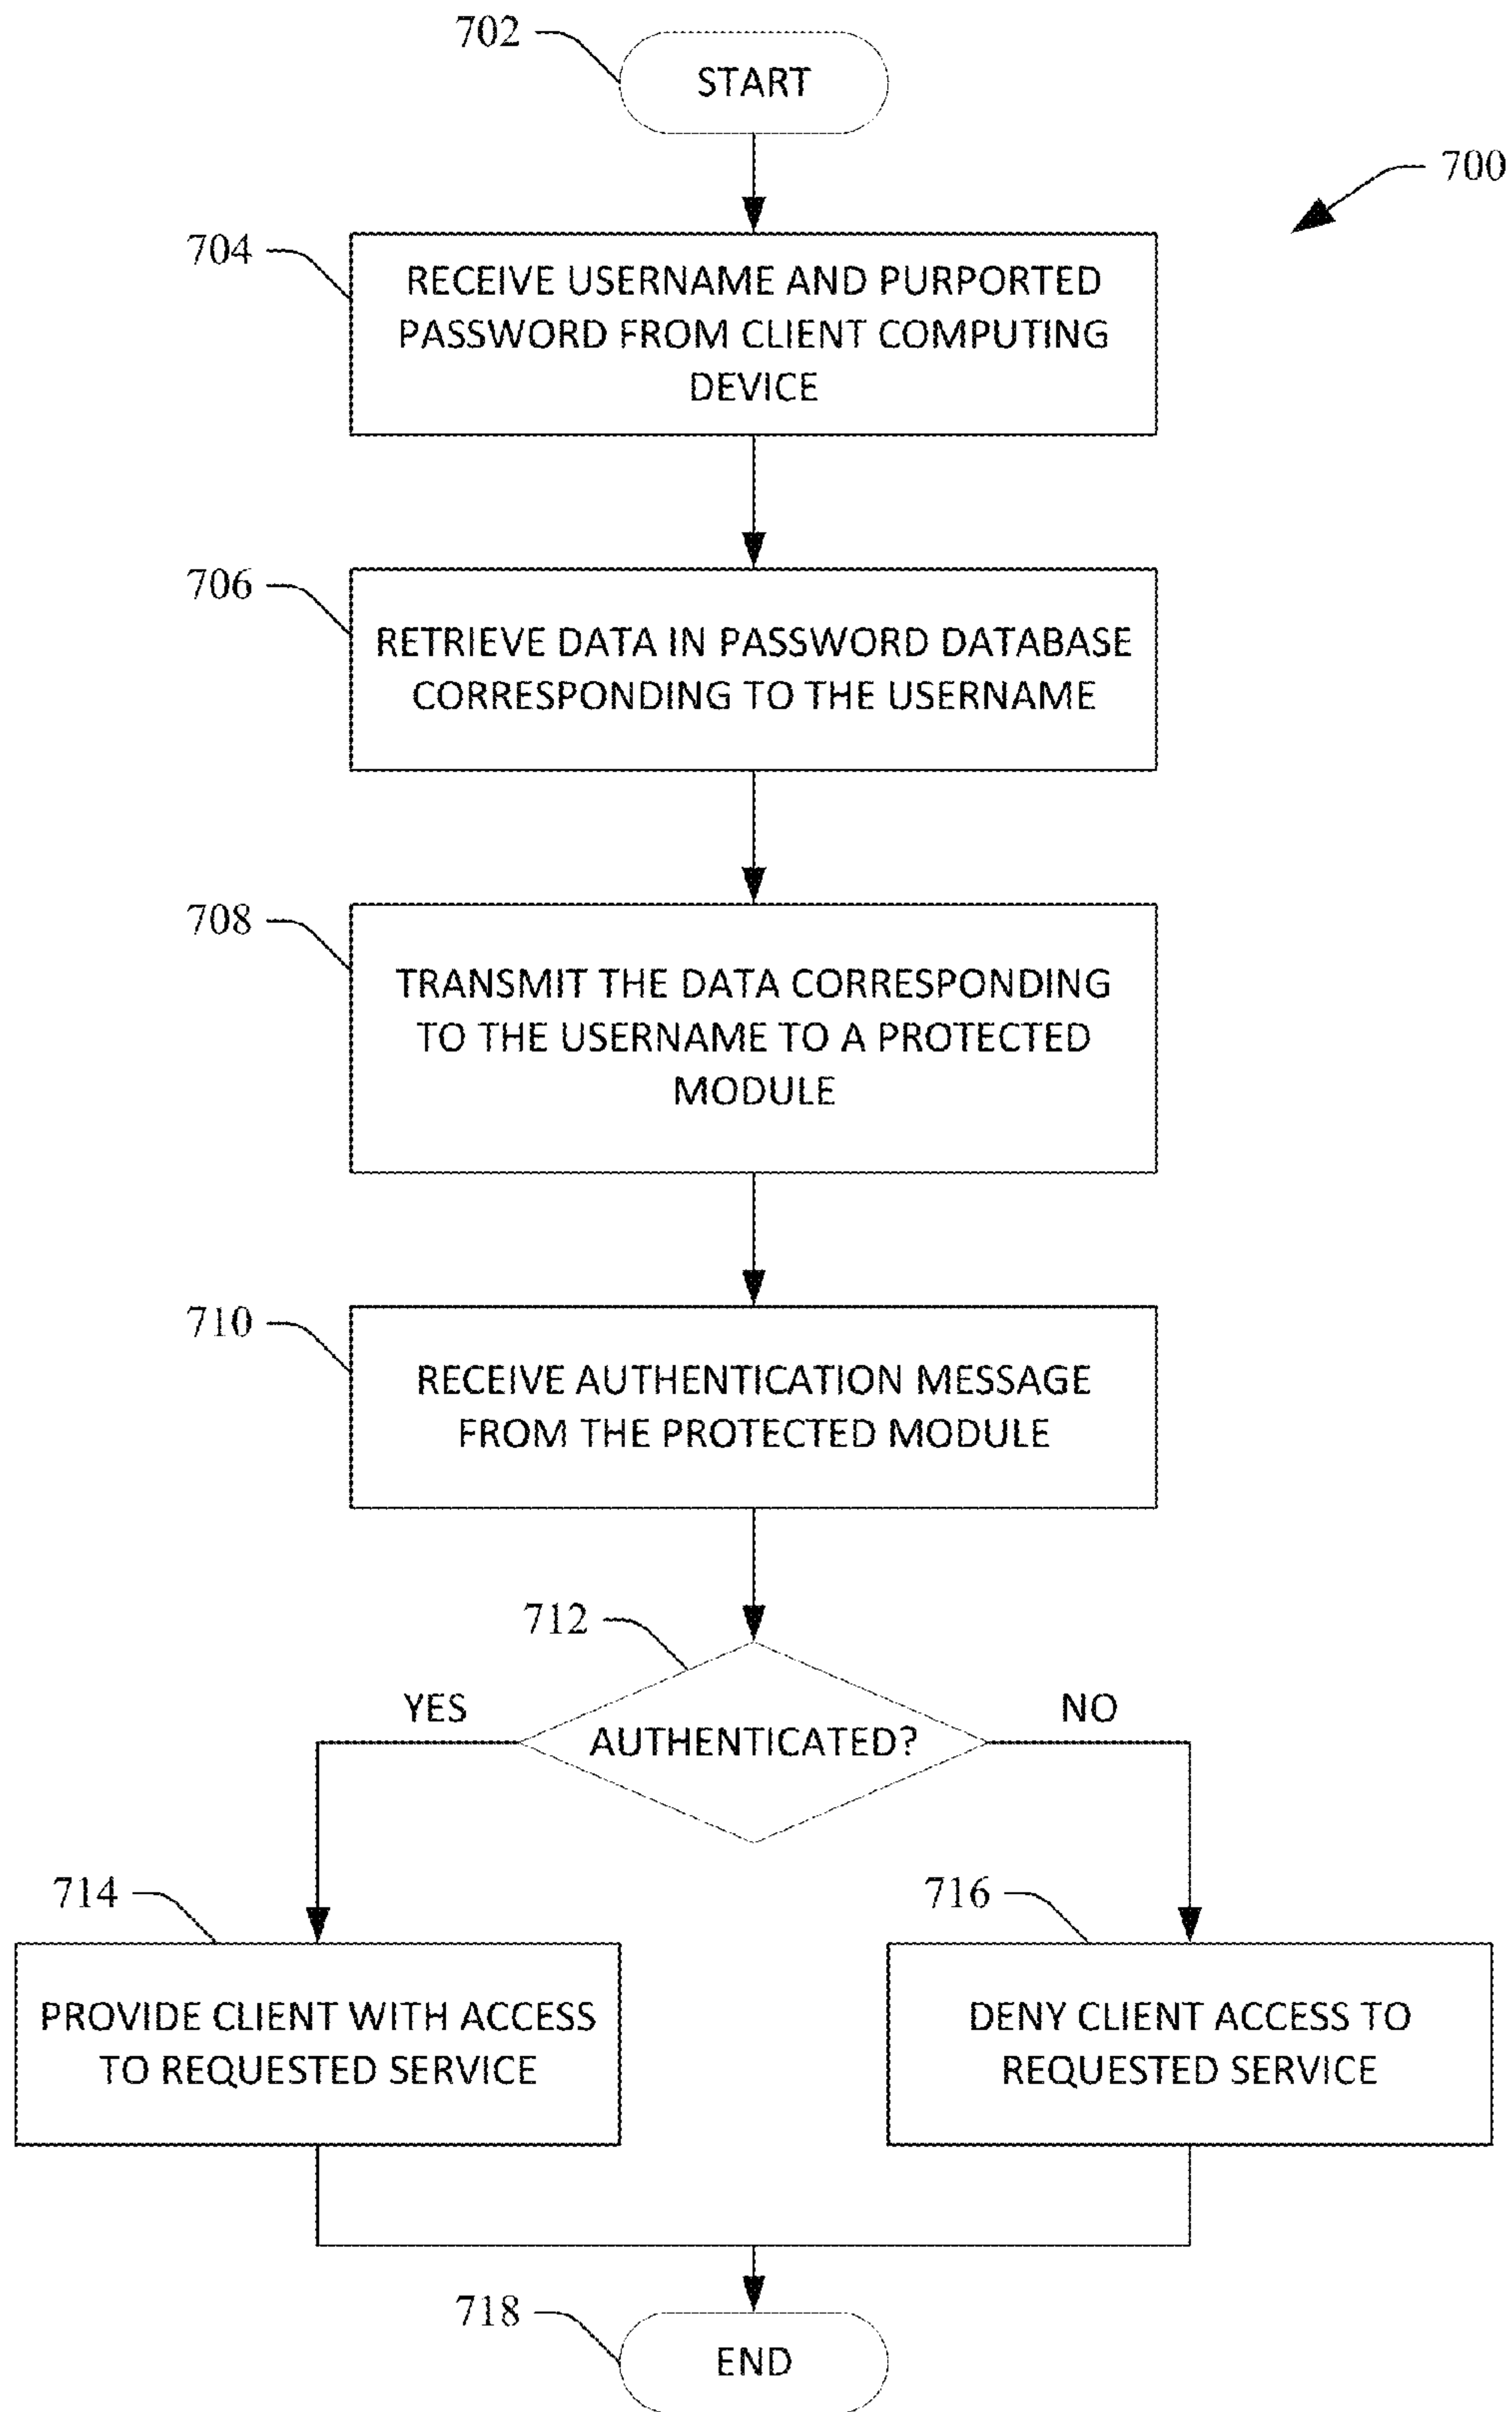 702
START
700
704
RECEIVE USERNAME AND PURPORTED
PASSWORD FROM CLIENT COMPUTING
DEVICE
706
RETRIEVE DATA IN PASSWORD DATABASE
CORRESPONDING TO THE USERNAME
708
TRANSMIT THE DATA CORRESPONDING
TO THE USERNAME TO A PROTECTED
MODULE
710
RECEIVE AUTHENTICATION MESSAGE
FROM THE PROTECTED MODULE
712
YES
NO
AUTHENTICATED?
714
716
PROVIDE CLIENT WITH ACCESS
TO REQUESTED SERVICE
DENY CLIENT ACCESS TO
REQUESTED SERVICE
718
END